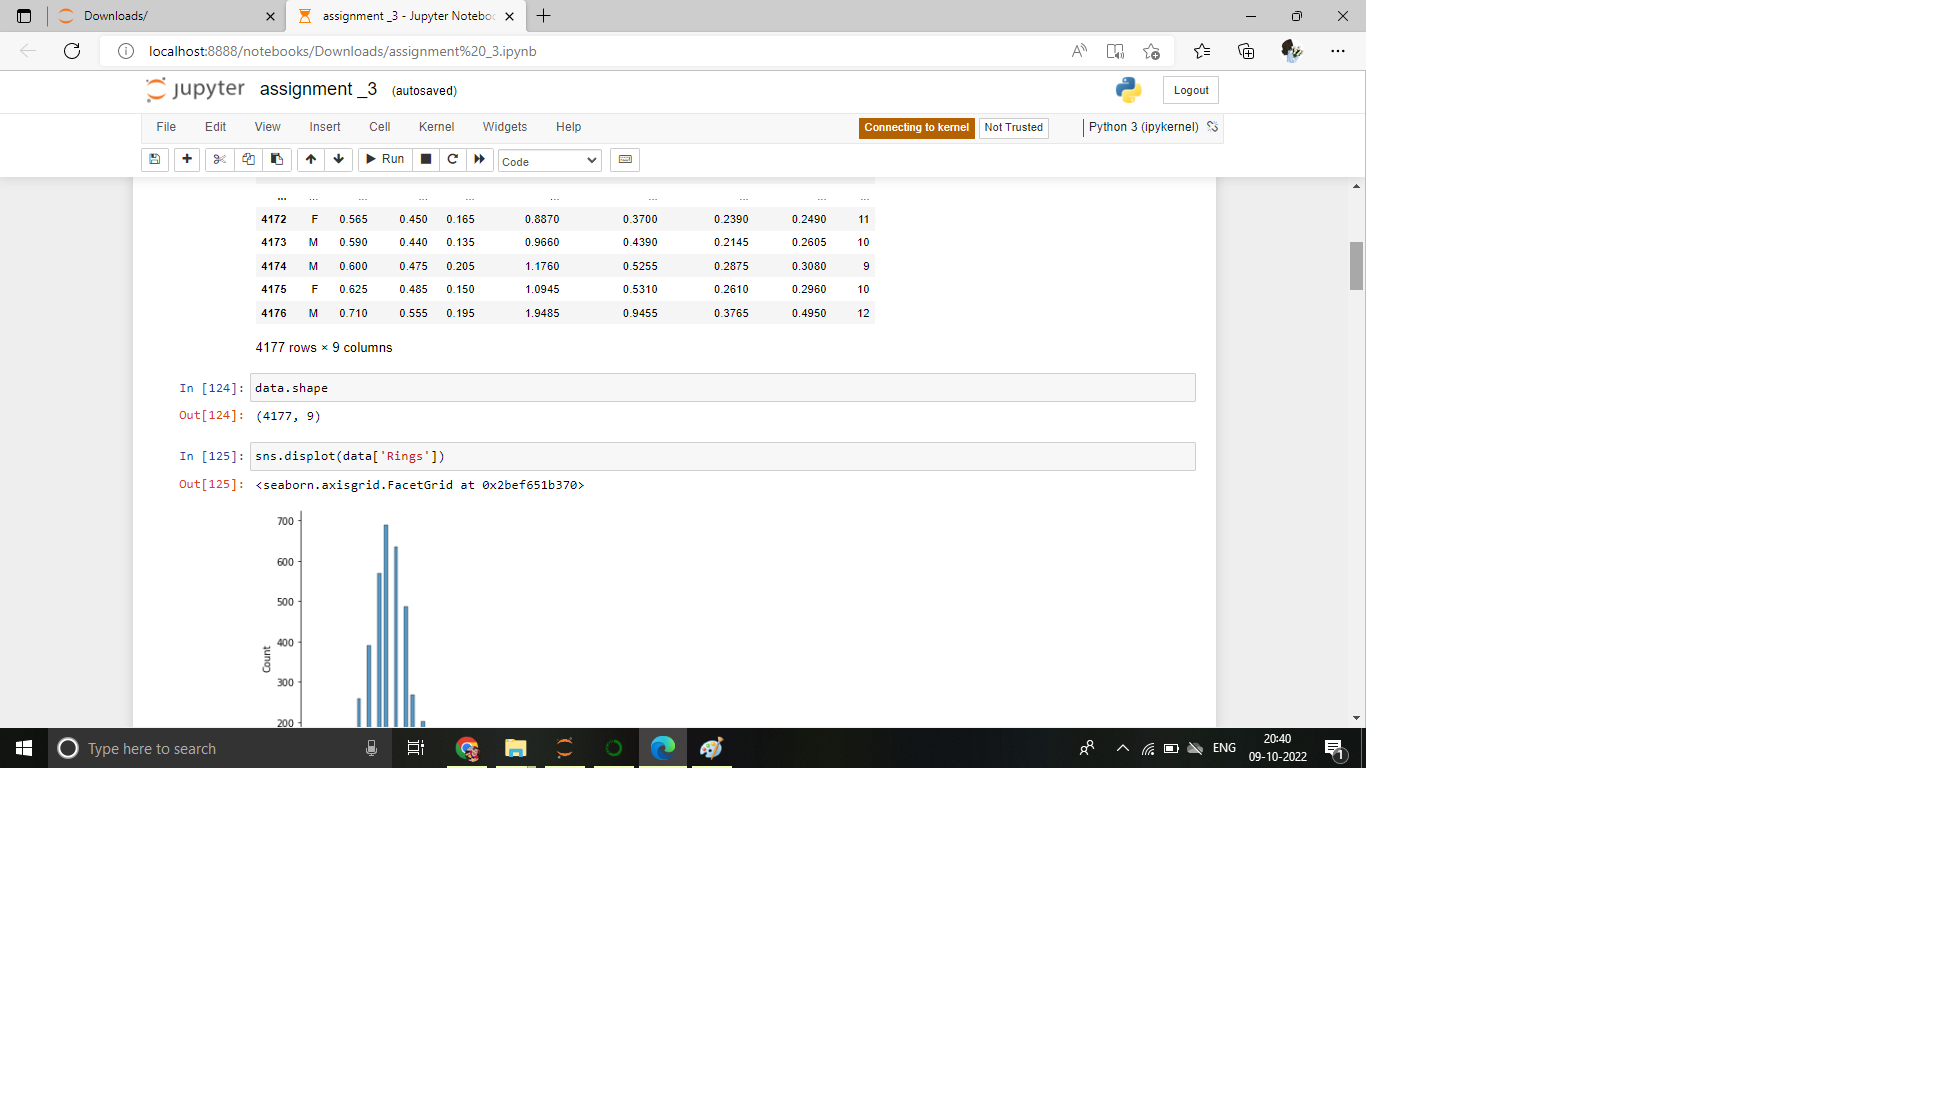 Downloads/
assignment _3 - Jupyter Noteboo
localhost:8888/notebooks/Downloads/assignment%20_3.ipynb
jupyter assignment _3 (autosaved)
Logout
File Edit View Insert Cell Kernel Widgets Help
Connecting to kernel Not Trusted Python 3 (ipykernel)
Run Code
... ... ... ... ... ... ... ... ... ...
4172 F 0.565 0.450 0.165 0.8870 0.3700 0.2390 0.2490 11
4173 M 0.590 0.440 0.135 0.9660 0.4390 0.2145 0.2605 10
4174 M 0.600 0.475 0.205 1.1760 0.5255 0.2875 0.3080 9
4175 F 0.625 0.485 0.150 1.0945 0.5310 0.2610 0.2960 10
4176 M 0.710 0.555 0.195 1.9485 0.9455 0.3765 0.4950 12
4177 rows × 9 columns
In [124]: data.shape
Out[124]: (4177, 9)
In [125]: sns.displot(data['Rings'])
Out[125]: <seaborn.axisgrid.FacetGrid at 0x2bef651b370>
700
600
500
400
Count
300
200
Type here to search
ENG
20:40
09-10-2022
1